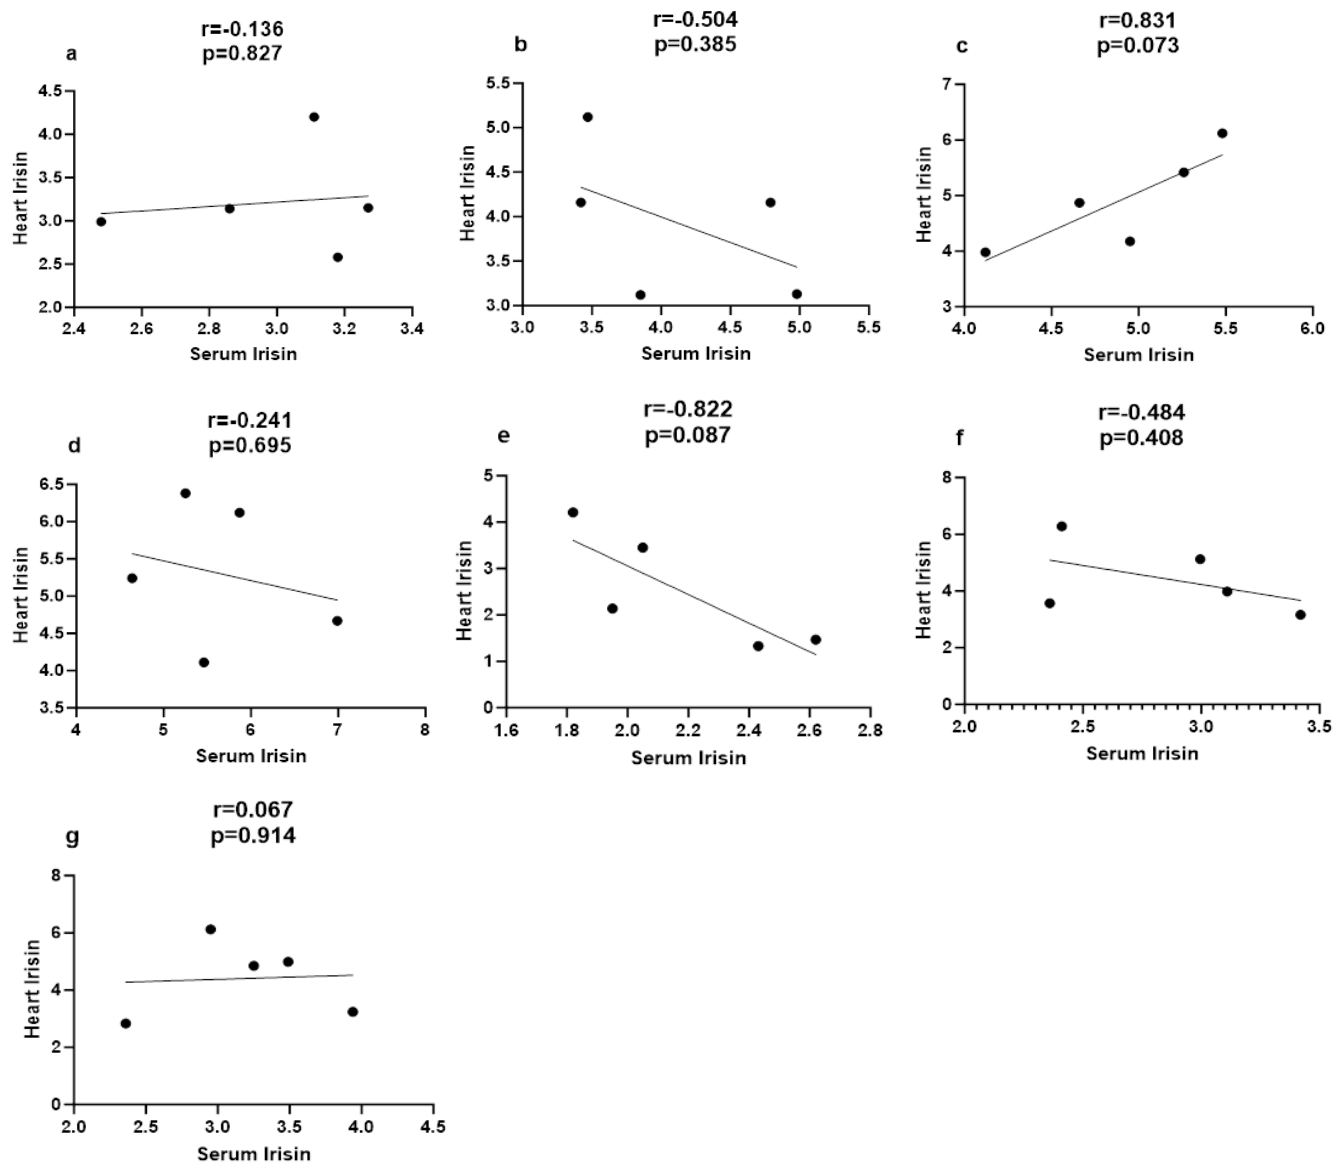 a
r=-0.136
p=0.827
Heart Irisin
4.5
4.0
3.5
3.0
2.5
2.0
2.4 2.6 2.8 3.0 3.2 3.4
Serum Irisin
b
r=-0.504
p=0.385
Heart Irisin
5.5
5.0
4.5
4.0
3.5
3.0
3.0 3.5 4.0 4.5 5.0 5.5
Serum Irisin
c
r=0.831
p=0.073
Heart Irisin
7
6
5
4
3
4.0 4.5 5.0 5.5 6.0
Serum Irisin
d
r=-0.241
p=0.695
Heart Irisin
6.5
6.0
5.5
5.0
4.5
4.0
3.5
4 5 6 7 8
Serum Irisin
e
r=-0.822
p=0.087
Heart Irisin
5
4
3
2
1
0
1.6 1.8 2.0 2.2 2.4 2.6 2.8
Serum Irisin
f
r=-0.484
p=0.408
Heart Irisin
8
6
4
2
0
2.0 2.5 3.0 3.5
Serum Irisin
g
r=0.067
p=0.914
Heart Irisin
8
6
4
2
0
2.0 2.5 3.0 3.5 4.0 4.5
Serum Irisin